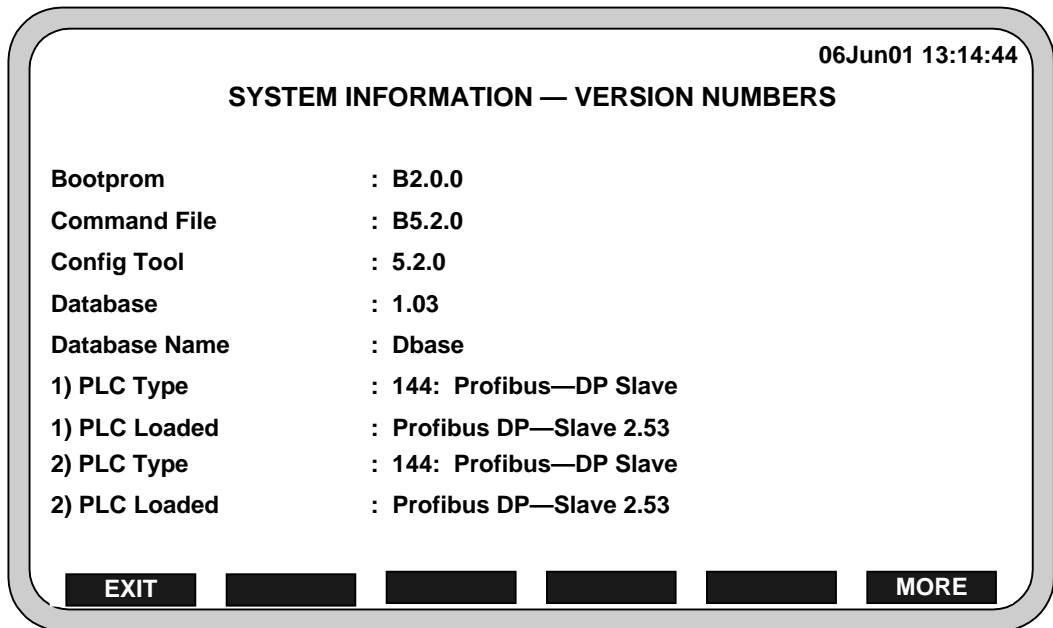 06Jun01 13:14:44
SYSTEM INFORMATION — VERSION NUMBERS
Bootprom : B2.0.0
Command File : B5.2.0
Config Tool : 5.2.0
Database : 1.03
Database Name : Dbase
1) PLC Type : 144: Profibus—DP Slave
1) PLC Loaded : Profibus DP—Slave 2.53
2) PLC Type : 144: Profibus—DP Slave
2) PLC Loaded : Profibus DP—Slave 2.53
EXIT MORE